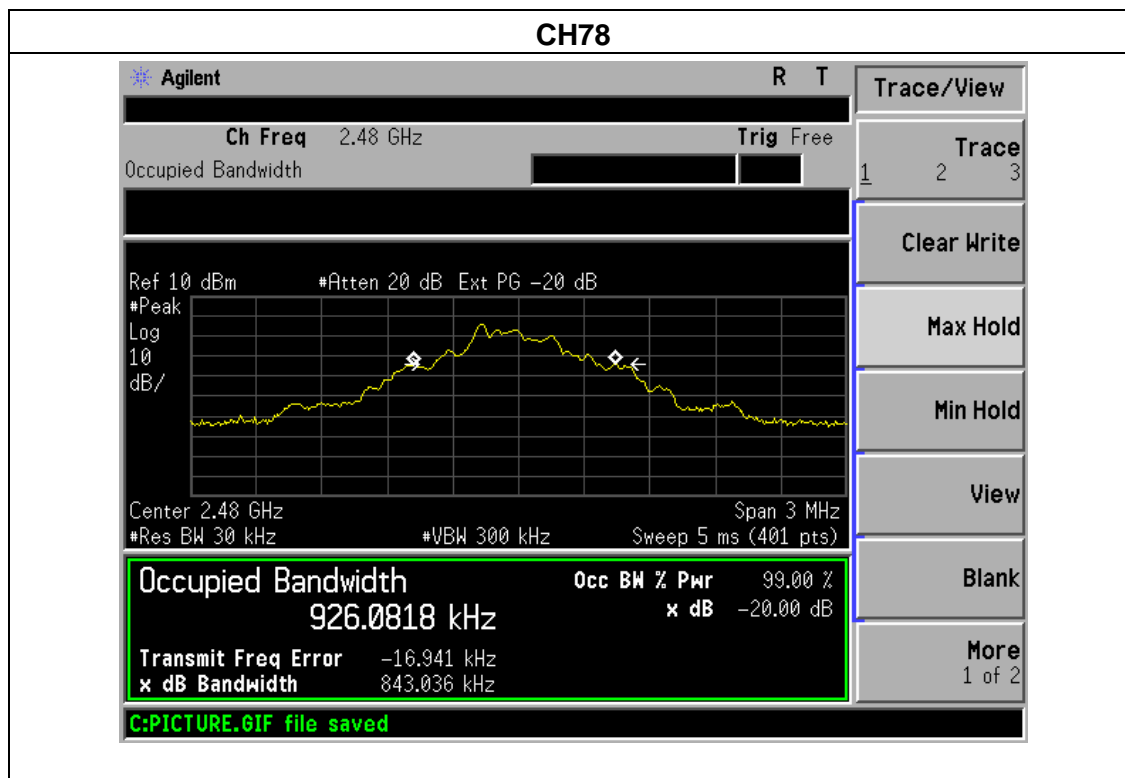 CH78
Agilent
R T
Trace/View
Ch Freq 2.48 GHz
Trig Free
Occupied Bandwidth
Trace
1 2 3
Clear Write
Ref 10 dBm
#Atten 20 dB Ext PG -20 dB
#Peak
Log
10
dB/
Max Hold
Min Hold
View
Center 2.48 GHz
Span 3 MHz
#Res BW 30 kHz
#VBW 300 kHz
Sweep 5 ms (401 pts)
Occupied Bandwidth
926.0818 kHz
Occ BW % Pwr 99.00 %
x dB -20.00 dB
Blank
Transmit Freq Error -16.941 kHz
x dB Bandwidth 843.036 kHz
More
1 of 2
C:PICTURE.GIF file saved